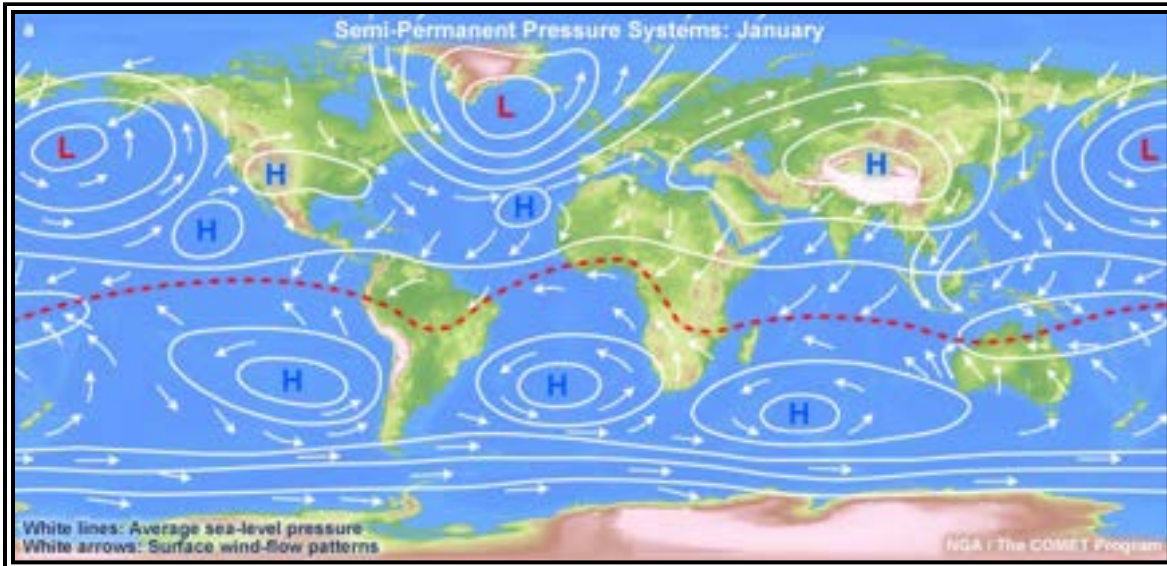 a
Semi-Permanent Pressure Systems: January
L
L
L
H
H
H
H
H
H
H
White lines: Average sea-level pressure
White arrows: Surface wind-flow patterns
NGA / The COMET Program